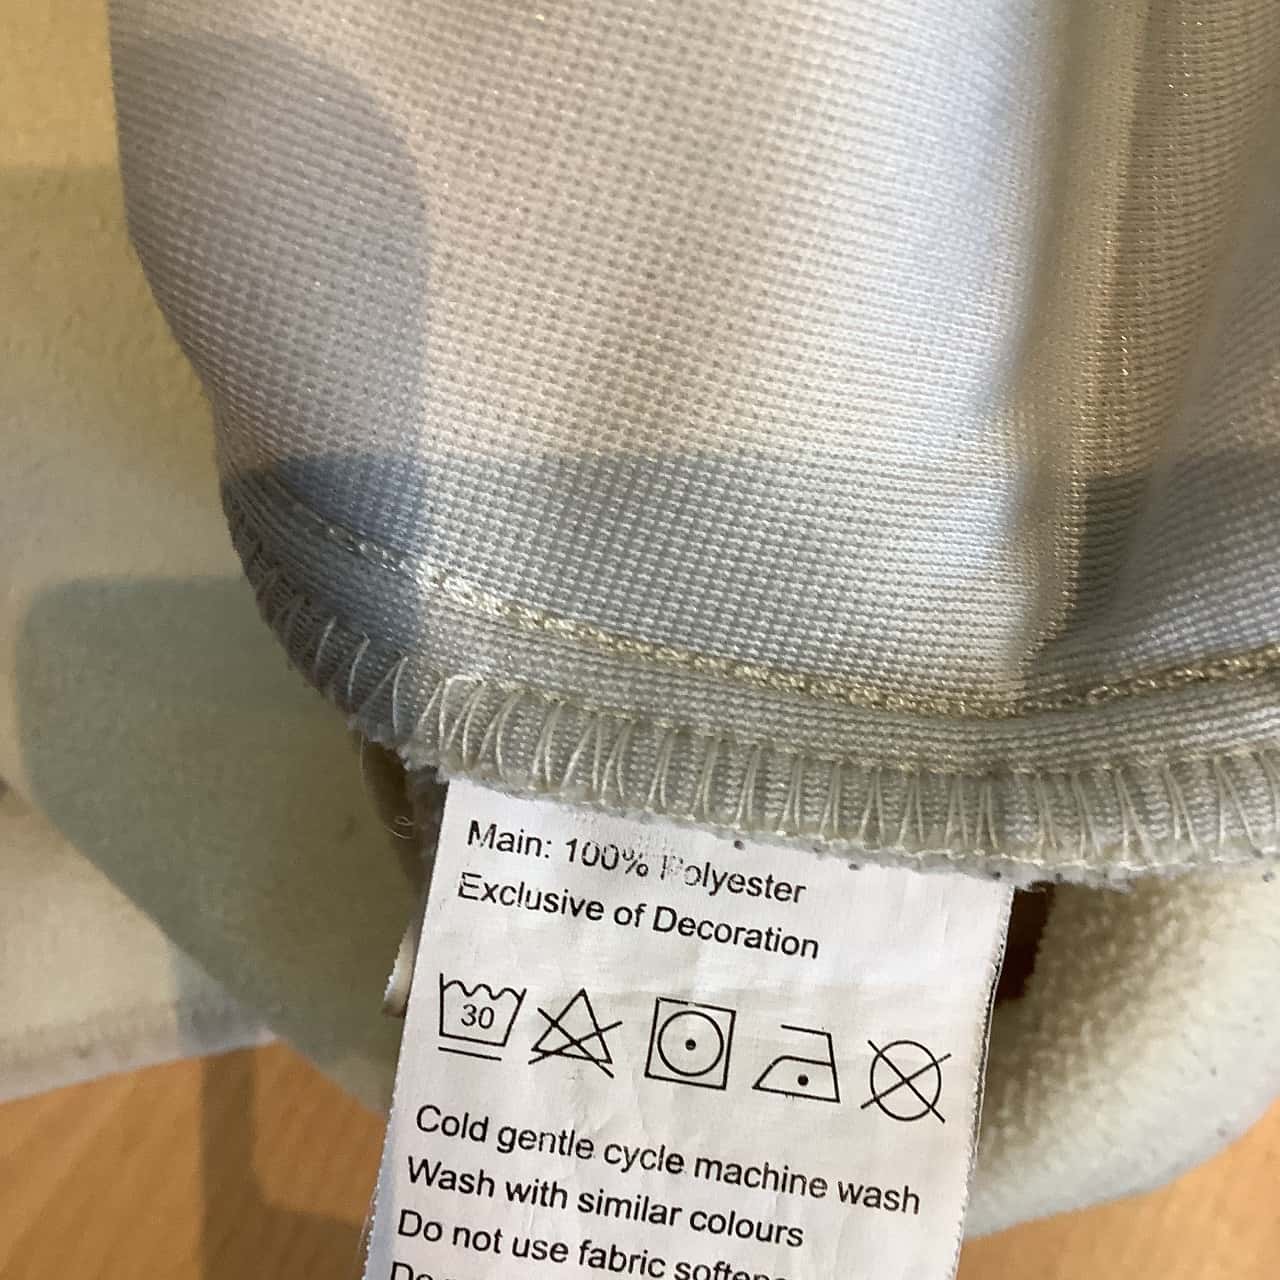 Main: 100% Polyester
Exclusive of Decoration
30
Cold gentle cycle machine wash
Wash with similar colours
Do not use fabric